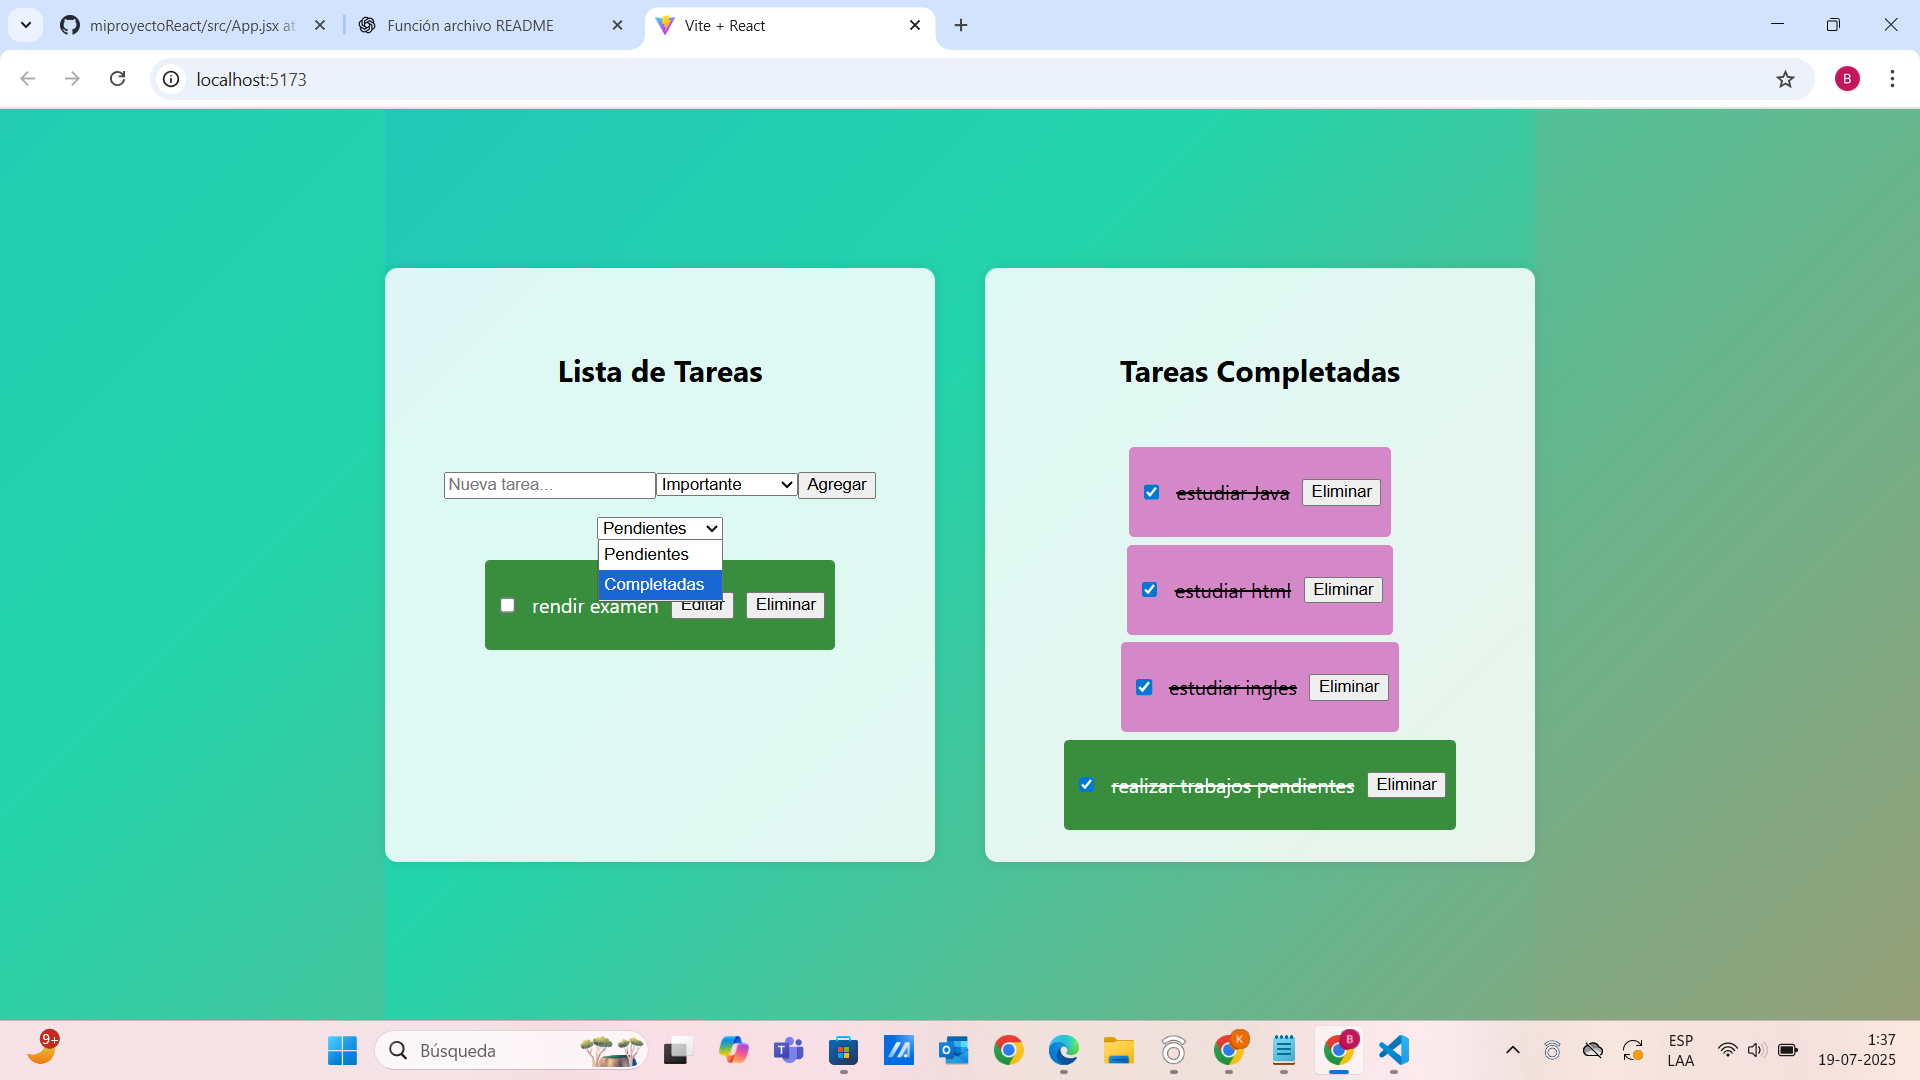 miproyectoReact/src/App.jsx at
Función archivo README
Vite + React
localhost:5173
B
Lista de Tareas
Nueva tarea...
Importante
Agregar
Pendientes
Pendientes
Completadas
rendir examen
Editar
Eliminar
Tareas Completadas
estudiar Java
Eliminar
estudiar html
Eliminar
estudiar ingles
Eliminar
realizar trabajos pendientes
Eliminar
9+
Búsqueda
K
B
ESP
LAA
1:37
19-07-2025